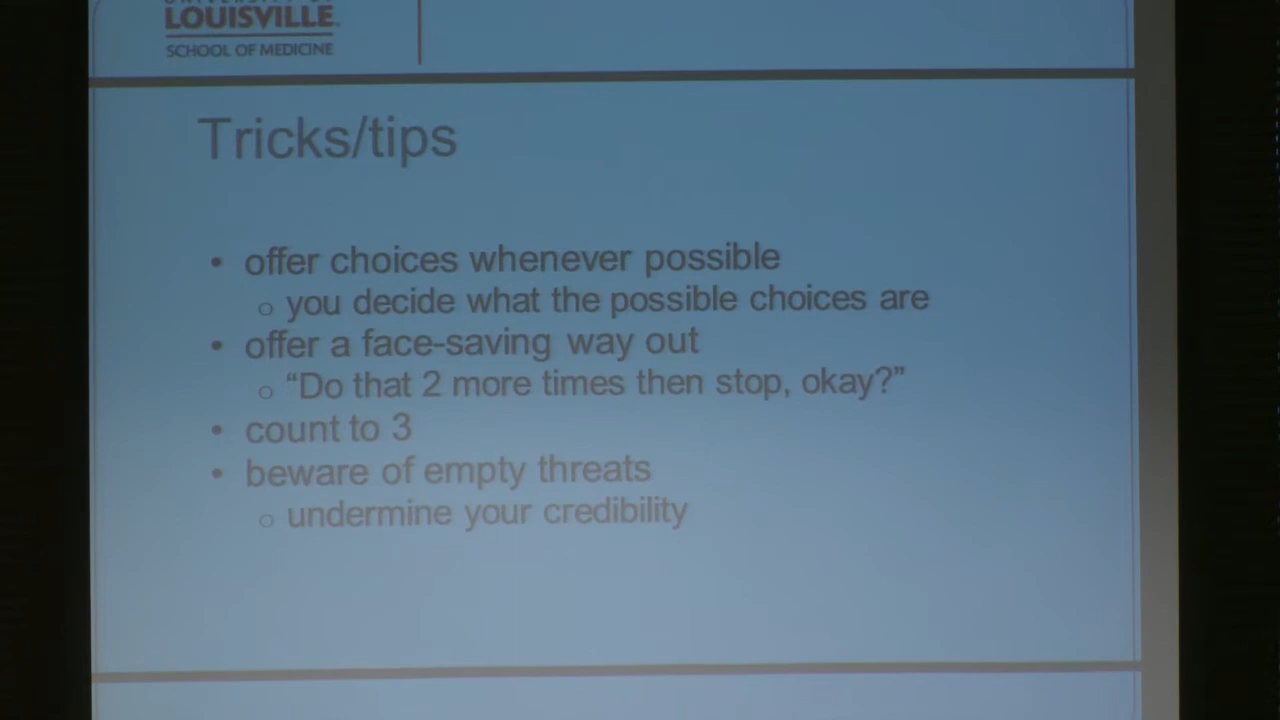 LOUISVILLE
SCHOOL OF MEDICINE
Tricks/tips
• offer choices whenever possible
o you decide what the possible choices are
• offer a face-saving way out
o “Do that 2 more times then stop, okay?”
• count to 3
• beware of empty threats
o undermine your credibility